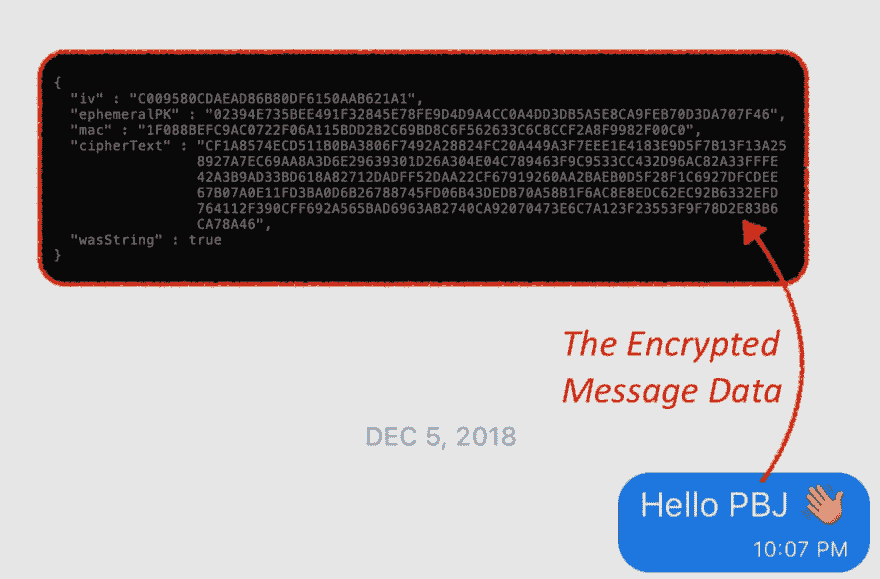 {
"iv" : "C009580CDAEAD86B80DF6150AAB621A1",
"ephemeralPK" : "02394E735BEE491F32845E78FE9D4D9A4CC0A4DD3DB5A5E8CA9FEB70D3DA707F46",
"mac" : "1F088BEFC9AC0722F06A115BDD2B2C69BD8C6F562633C6C8CCF2A8F9982F00C0",
"cipherText" : "CF1A8574ECD511B0BA3806F7492A28824FC20A449A3F7EEE1E4183E9D5F7B13F13A25
8927A7EC69AA8A3D6E29639301D26A304E04C789463F9C9533CC432D96AC82A33FFFE
42A3B9AD33BD618A82712DADFF52DAA22CF67919260AA2BAEB0D5F28F1C6927DFCDEE
67B07A0E11FD3BA0D6B26788745FD06B43DEDB70A58B1F6AC8E8EDC62EC92B6332EFD
764112F390CFF692A565BAD6963AB2740CA92070473E6C7A123F23553F9F78D2E83B6
CA78A46",
"wasString" : true
}
The Encrypted
Message Data
DEC 5, 2018
Hello PBJ 👋
10:07 PM